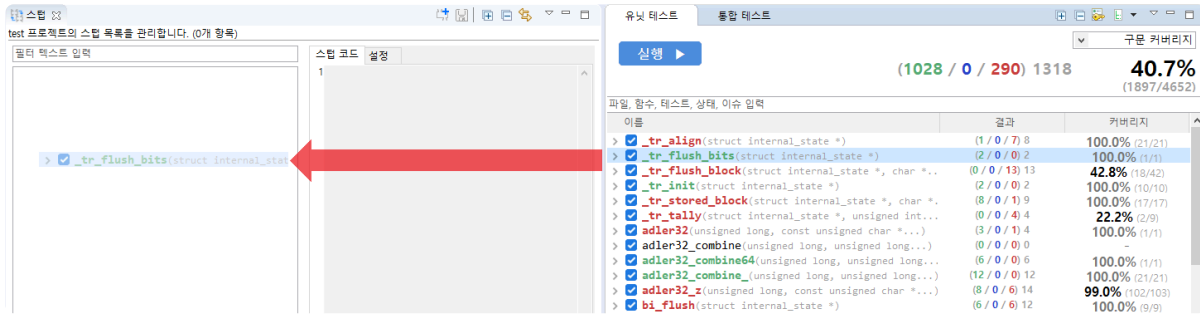 스텁
test 프로젝트의 스텁 목록을 관리합니다. (0개 항목)
필터 텍스트 입력
스텁 코드 설정
1
_tr_flush_bits(struct internal_stat
유닛 테스트 통합 테스트
실행
구문 커버리지
(1028 / 0 / 290) 1318
40.7%
(1897/4652)
파일, 함수, 테스트, 상태, 이슈 입력
이름 결과 커버리지
_tr_align(struct internal_state *) (1 / 0 / 7) 8 100.0% (21/21)
_tr_flush_bits(struct internal_state *) (2 / 0 / 0) 2 100.0% (1/1)
_tr_flush_block(struct internal_state *, char *.. (0 / 0 / 13) 13 42.8% (18/42)
_tr_init(struct internal_state *) (2 / 0 / 0) 2 100.0% (10/10)
_tr_stored_block(struct internal_state *, char *.. (8 / 0 / 1) 9 100.0% (17/17)
_tr_tally(struct internal_state *, unsigned int... (0 / 0 / 4) 4 22.2% (2/9)
adler32(unsigned long, const unsigned char *...) (3 / 0 / 1) 4 100.0% (1/1)
adler32_combine(unsigned long, unsigned long...) (0 / 0 / 0) 0 -
adler32_combine64(unsigned long, unsigned long... (6 / 0 / 0) 6 100.0% (1/1)
adler32_combine_(unsigned long, unsigned long... (12 / 0 / 0) 12 100.0% (21/21)
adler32_z(unsigned long, const unsigned char *...) (8 / 0 / 6) 14 99.0% (102/103)
bi_flush(struct internal_state *) (6 / 0 / 6) 12 100.0% (9/9)